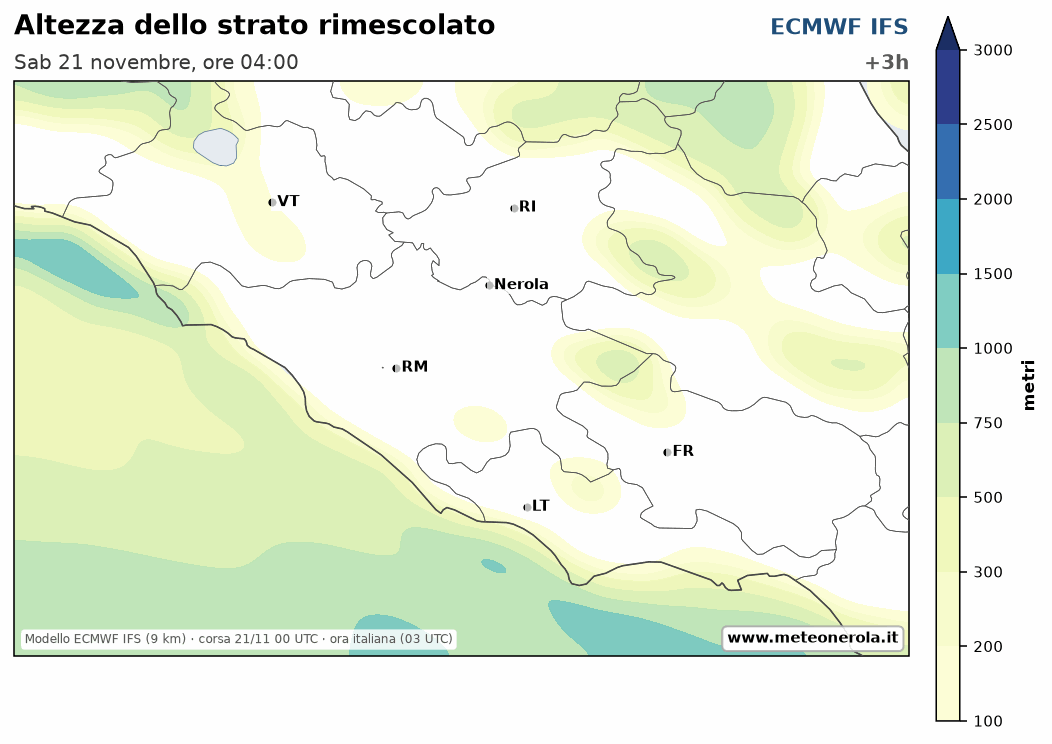 Altezza dello strato rimescolato
ECMWF IFS
Sab 21 novembre, ore 04:00
+3h
3000
2500
2000
1500
1000
750
500
300
200
100
metri
VT
RI
Nerola
RM
FR
LT
Modello ECMWF IFS (9 km) · corsa 21/11 00 UTC · ora italiana (03 UTC)
www.meteonerola.it